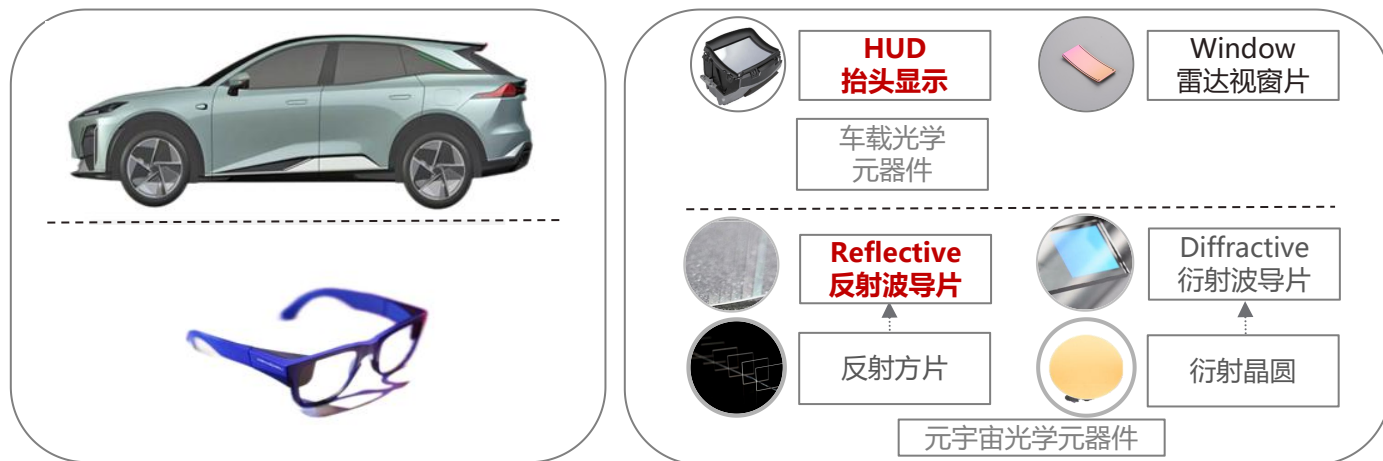 HUD
抬头显示
Window
雷达视窗片
车载光学
元器件
Reflective
反射波导片
Diffractive
衍射波导片
反射方片
衍射晶圆
元宇宙光学元器件